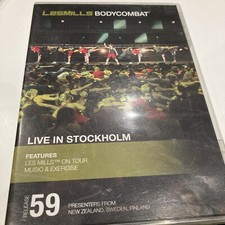 LESMILLS BODYCOMBAT™
LIVE IN STOCKHOLM
FEATURES
LES MILLS™ ON TOUR
MUSIC & EXERCISE
RELEASE
59
PRESENTERS FROM
NEW ZEALAND, SWEDEN, FINLAND